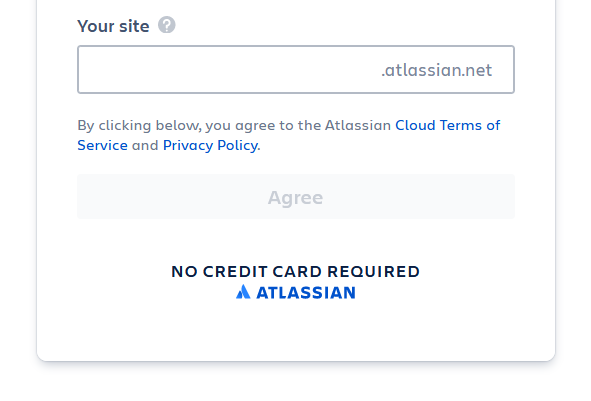 Your site ?
.atlassian.net
By clicking below, you agree to the Atlassian Cloud Terms of
Service and Privacy Policy.
Agree
NO CREDIT CARD REQUIRED
ATLASSIAN